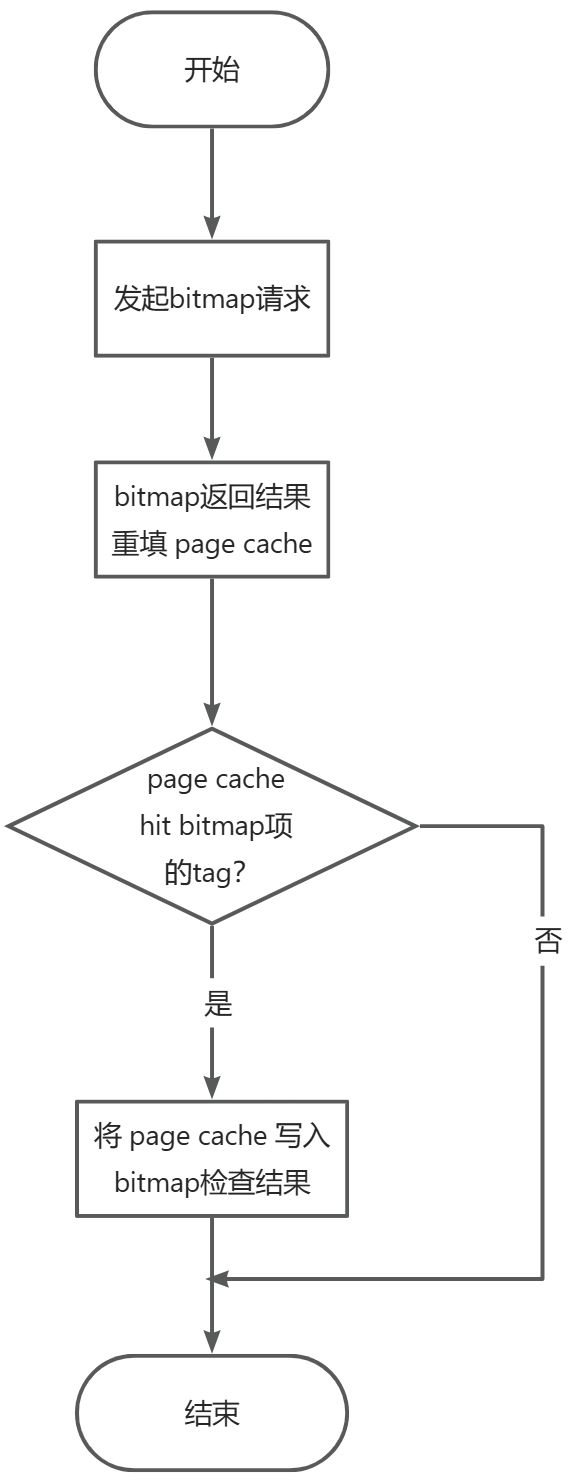 开始
发起bitmap请求
bitmap返回结果
重填 page cache
page cache
hit bitmap项
的tag?
否
是
将 page cache 写入
bitmap检查结果
结束